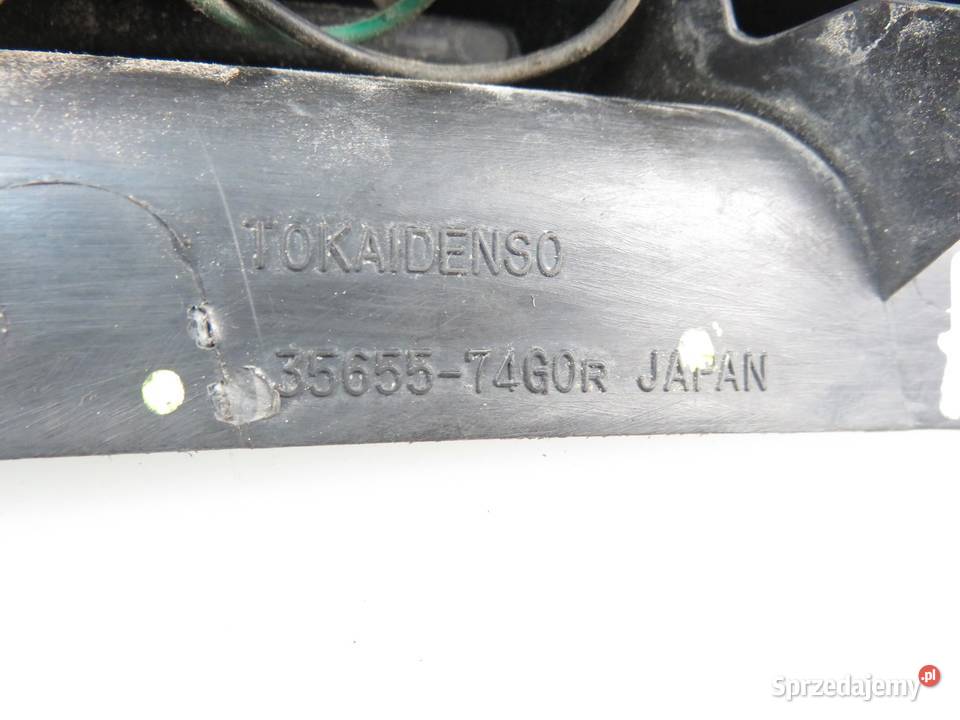 TOKAIDENSO
35655-74G0R JAPAN
Sprzedajemy.pl